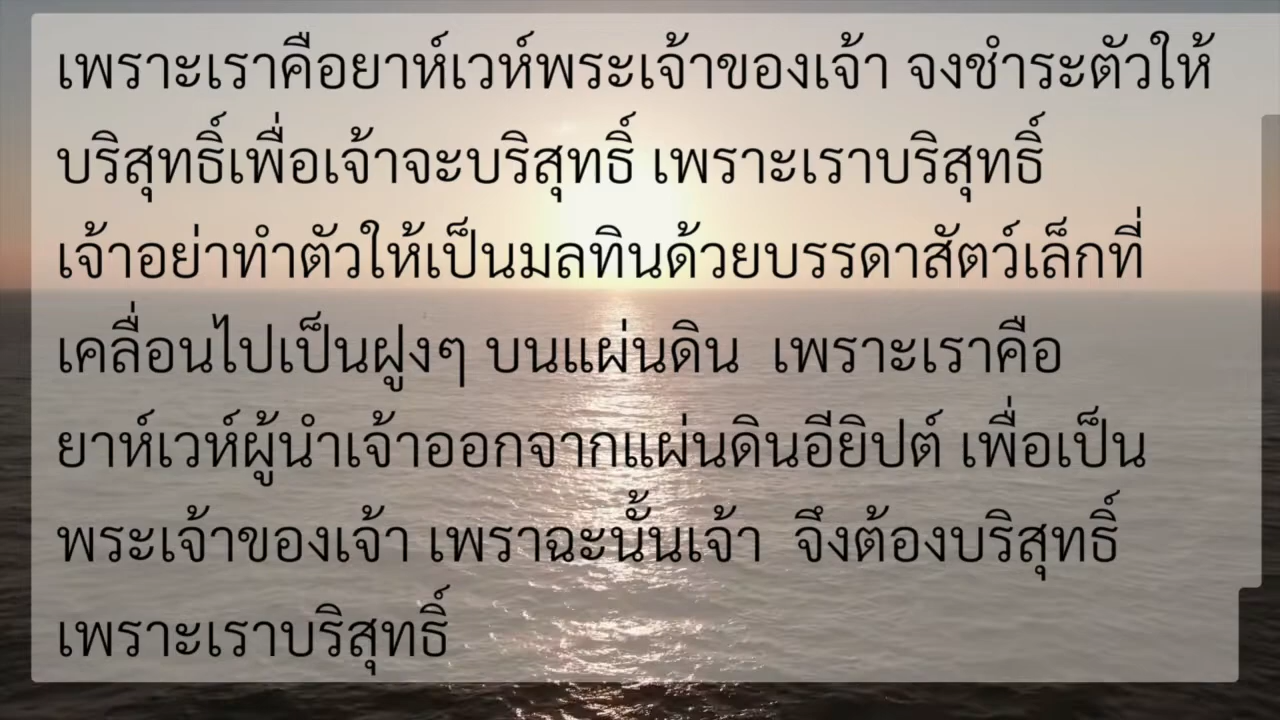 เพราะเราคือยาห์เวห์พระเจ้าของเจ้า จงชำระตัวให้
บริสุทธิ์เพื่อเจ้าจะบริสุทธิ์ เพราะเราบริสุทธิ์
เจ้าอย่าทำตัวให้เป็นมลทินด้วยบรรดาสัตว์เล็กที่
เคลื่อนไปเป็นฝูงๆ บนแผ่นดิน  เพราะเราคือ
ยาห์เวห์ผู้นำเจ้าออกจากแผ่นดินอียิปต์ เพื่อเป็น
พระเจ้าของเจ้า เพราฉะนั้นเจ้า  จึงต้องบริสุทธิ์
เพราะเราบริสุทธิ์